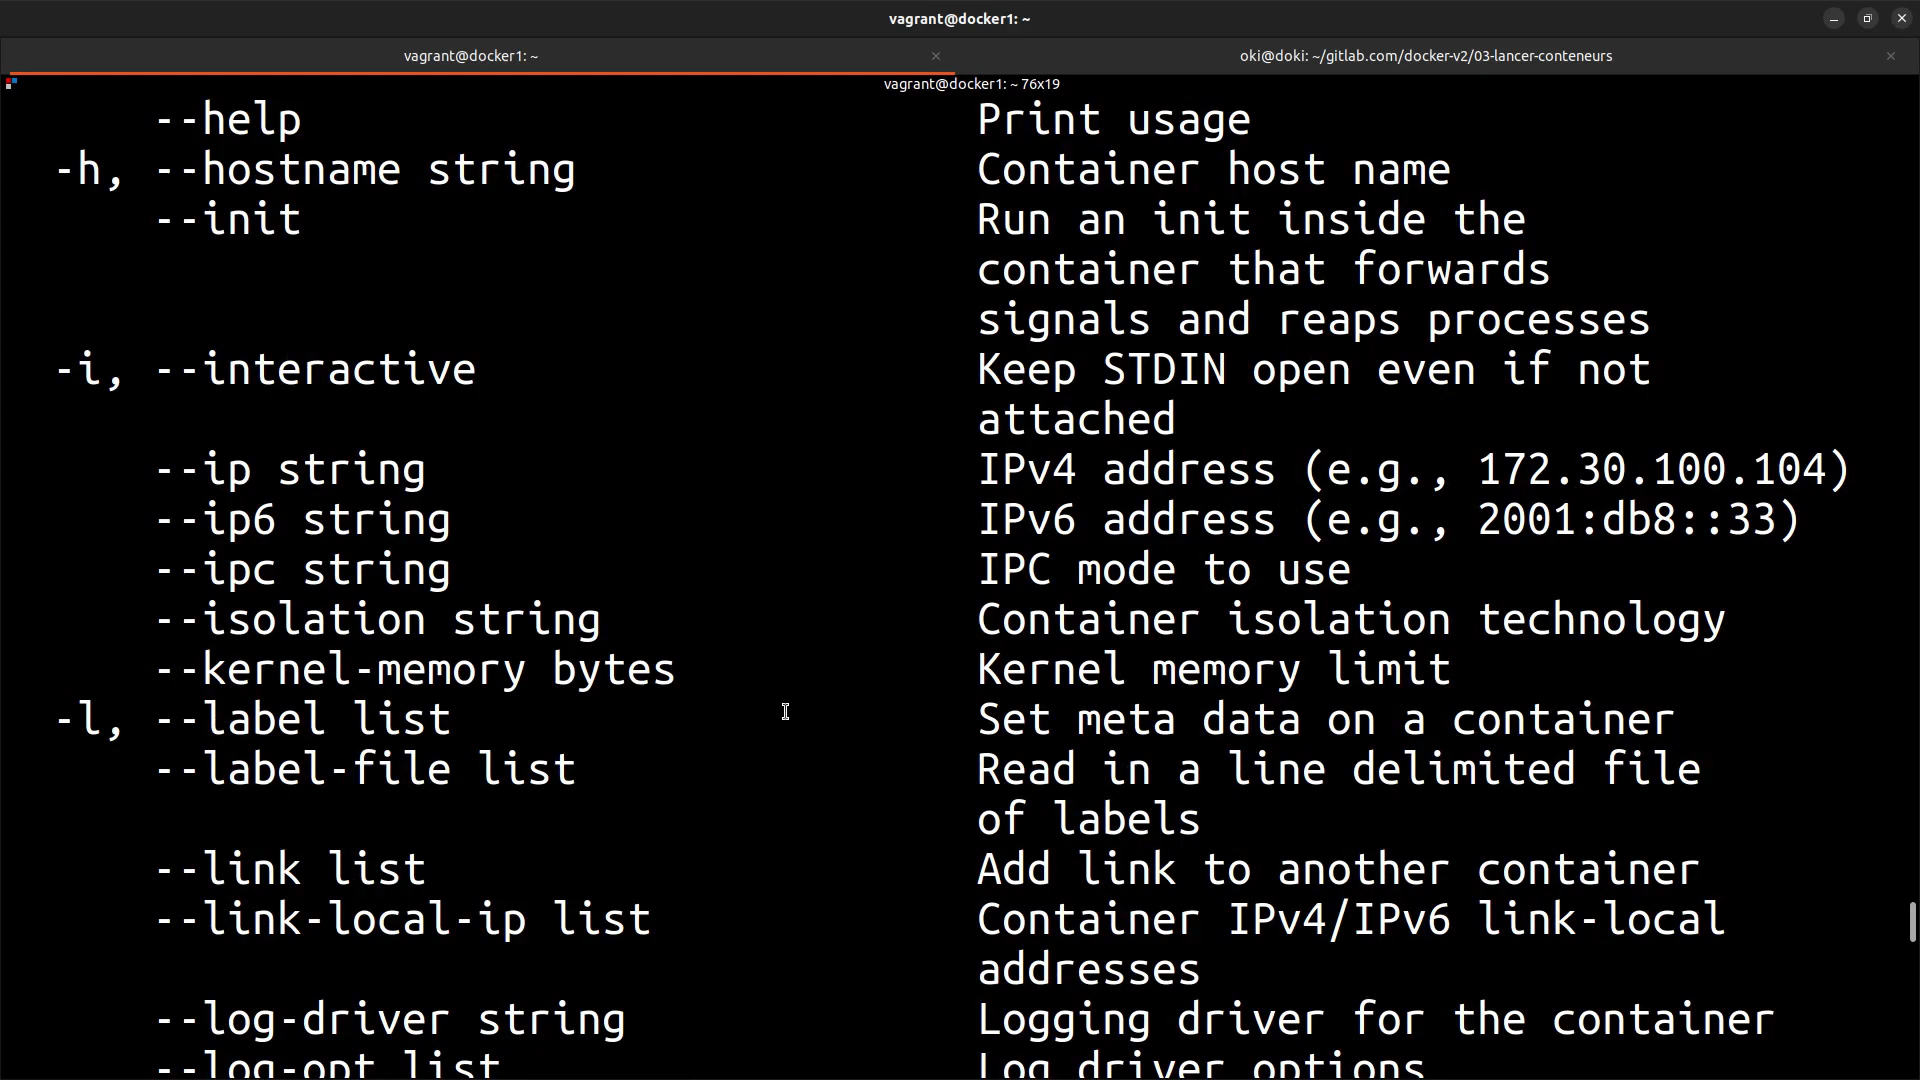 vagrant@docker1: ~
vagrant@docker1: ~
oki@doki: ~/gitlab.com/docker-v2/03-lancer-conteneurs
vagrant@docker1: ~ 76x19
--help Print usage
-h, --hostname string Container host name
--init Run an init inside the
container that forwards
signals and reaps processes
-i, --interactive Keep STDIN open even if not
attached
--ip string IPv4 address (e.g., 172.30.100.104)
--ip6 string IPv6 address (e.g., 2001:db8::33)
--ipc string IPC mode to use
--isolation string Container isolation technology
--kernel-memory bytes Kernel memory limit
-l, --label list Set meta data on a container
--label-file list Read in a line delimited file
of labels
--link list Add link to another container
--link-local-ip list Container IPv4/IPv6 link-local
addresses
--log-driver string Logging driver for the container
--log-opt list Log driver options